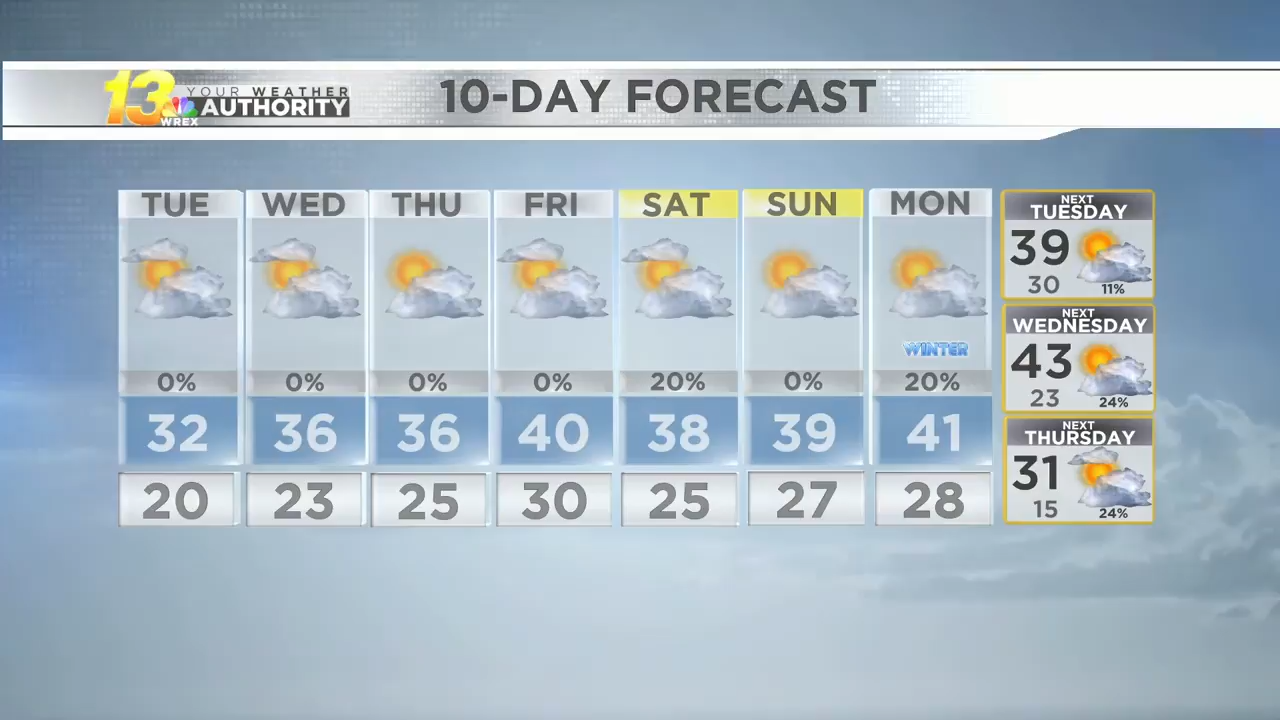 13 WREX
YOUR WEATHER
AUTHORITY
10-DAY FORECAST
TUE WED THU FRI SAT SUN MON
WINTER
0% 0% 0% 0% 20% 0% 20%
32 36 36 40 38 39 41
20 23 25 30 25 27 28
NEXT
TUESDAY
39
30 11%
NEXT
WEDNESDAY
43
23 24%
NEXT
THURSDAY
31
15 24%